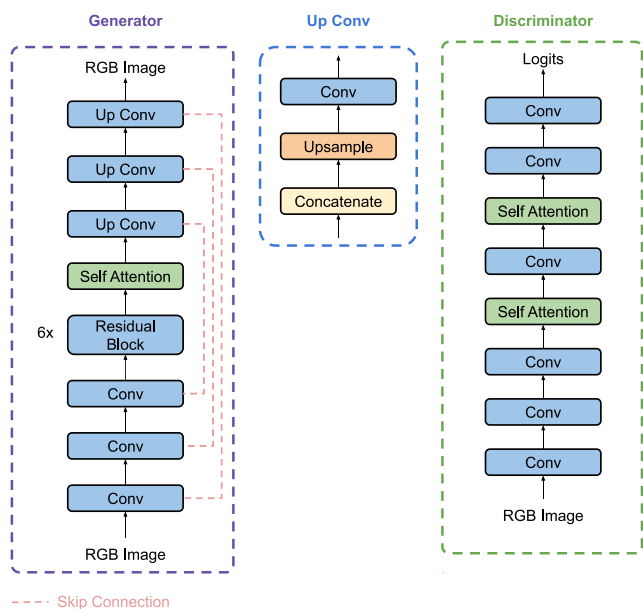 Generator
RGB Image
Up Conv
Up Conv
Up Conv
Self Attention
6x
Residual
Block
Conv
Conv
Conv
RGB Image
Skip Connection
Up Conv
Conv
Upsample
Concatenate
Discriminator
Logits
Conv
Conv
Self Attention
Conv
Self Attention
Conv
Conv
Conv
RGB Image